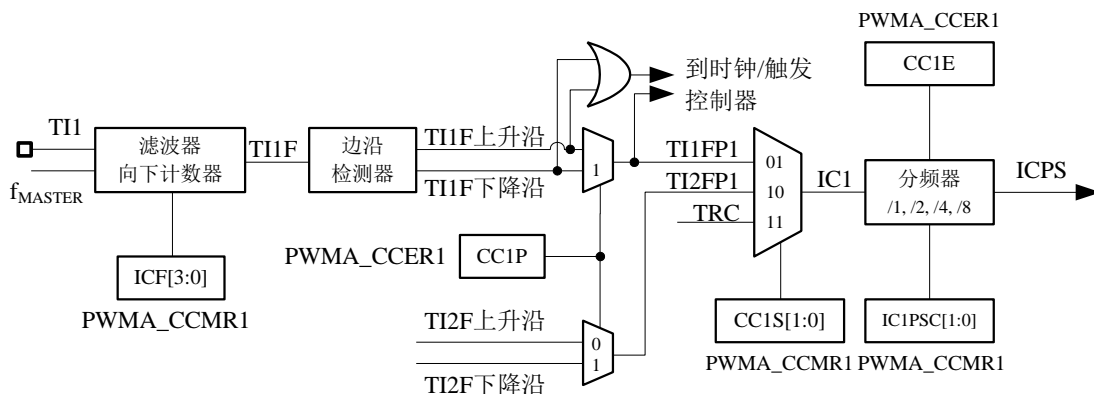 PWMA_CCER1
CC1E
到时钟/触发
控制器
TI1
滤波器
向下计数器
TI1F
边沿
检测器
TI1F上升沿
TI1F下降沿
1
TI1FP1
TI2FP1
TRC
01
10
11
IC1
分频器
/1, /2, /4, /8
ICPS
fMASTER
PWMA_CCER1
CC1P
ICF[3:0]
PWMA_CCMR1
TI2F上升沿
TI2F下降沿
0
1
CC1S[1:0]
PWMA_CCMR1
IC1PSC[1:0]
PWMA_CCMR1